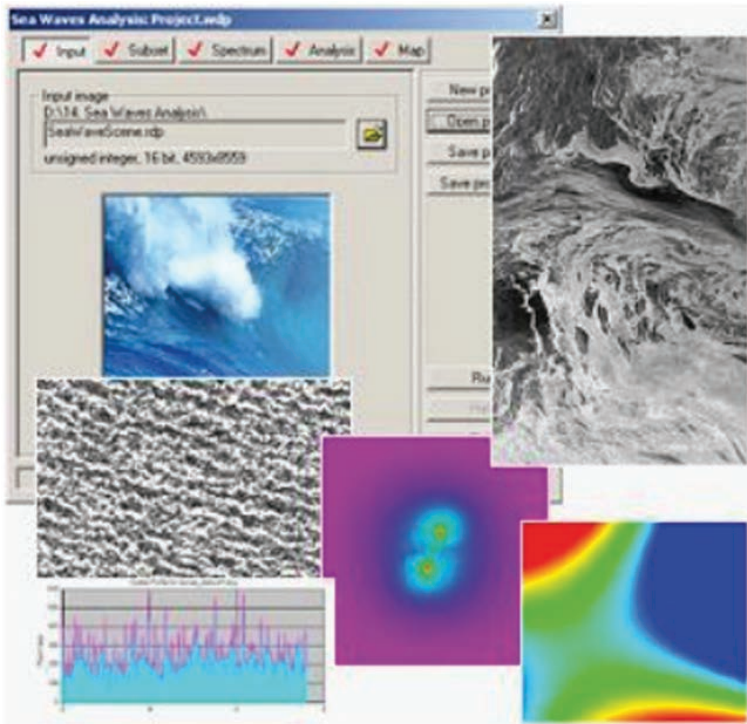 Sea Waves Analysis: Project.wdp
Input Subset Spectrum Analysis Map
Input image
D:\14. Sea Waves Analysis\
SeaWaveScene.rdp
unsigned integer, 16 bit, 4593x8559
New p
Open p
Save p
Save pro
Ru